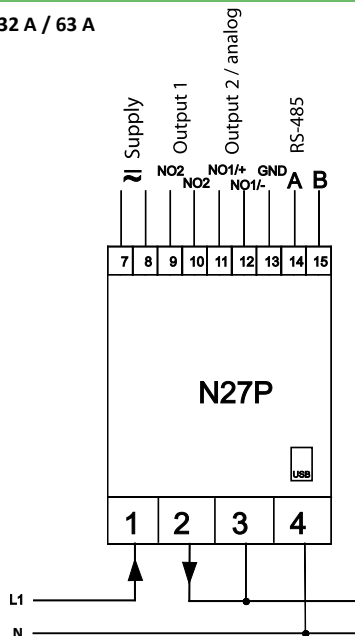 32 A / 63 A
Supply
Output 1
Output 2 / analog
RS-485
≂ NO2 NO2 NO1/+ NO1/- GND A B
7 8 9 10 11 12 13 14 15
N27P
USB
1 2 3 4
L1
N